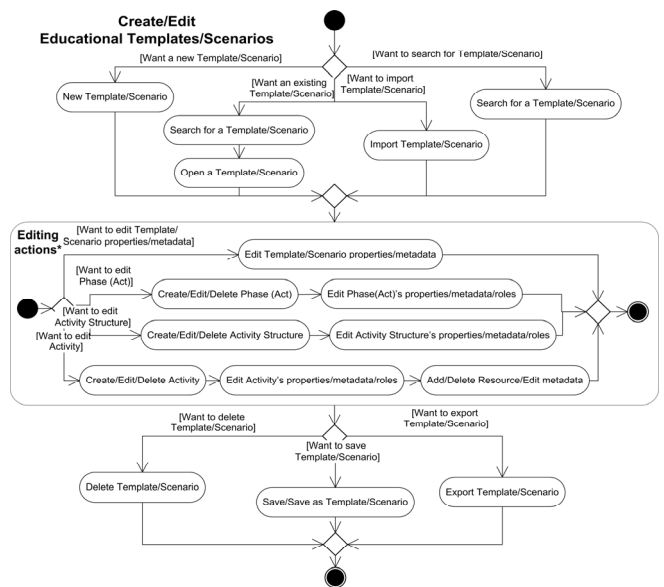 Create/Edit
Educational Templates/Scenarios
[Want a new Template/Scenario]
[Want to search for Template/Scenario]
[Want an existing
Template/Scenario]
[Want to import
Template/Scenario]
New Template/Scenario
Search for a Template/Scenario
Search for a Template/Scenario
Import Template/Scenario
Open a Template/Scenario
Editing
actions*
[Want to edit Template/
Scenario properties/metadata]
Edit Template/Scenario properties/metadata
[Want to edit
Phase (Act)]
Create/Edit/Delete Phase (Act)
Edit Phase(Act)'s properties/metadata/roles
[Want to edit
Activity Structure]
Create/Edit/Delete Activity Structure
Edit Activity Structure's properties/metadata/roles
[Want to edit
Activity]
Create/Edit/Delete Activity
Edit Activity's properties/metadata/roles
Add/Delete Resource/Edit metadata
[Want to delete
Template/Scenario]
[Want to save
Template/Scenario]
[Want to export
Template/Scenario]
Delete Template/Scenario
Save/Save as Template/Scenario
Export Template/Scenario